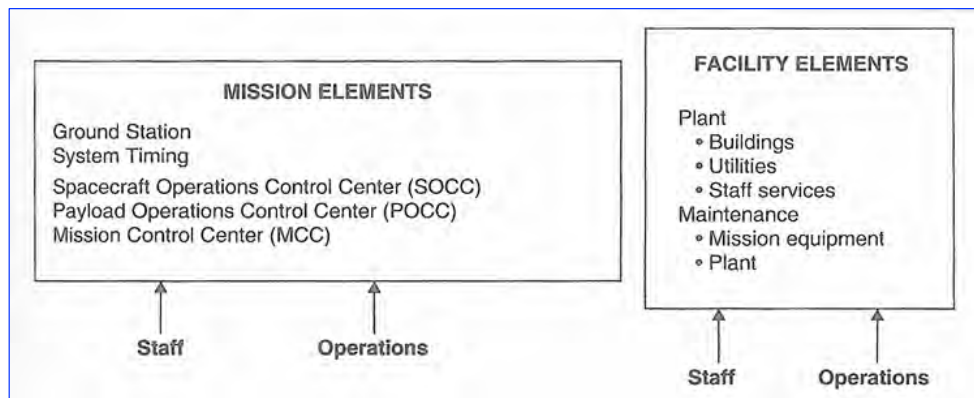 MISSION ELEMENTS
Ground Station
System Timing
Spacecraft Operations Control Center (SOCC)
Payload Operations Control Center (POCC)
Mission Control Center (MCC)
Staff
Operations
FACILITY ELEMENTS
Plant
• Buildings
• Utilities
• Staff services
Maintenance
• Mission equipment
• Plant
Staff
Operations